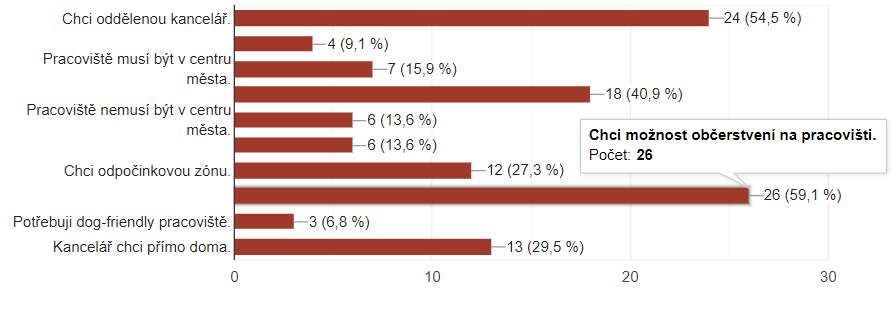 Chci oddělenou kancelář.
24 (54,5 %)
4 (9,1 %)
Pracoviště musí být v centru
města.
7 (15,9 %)
18 (40,9 %)
Pracoviště nemusí být v centru
města.
6 (13,6 %)
6 (13,6 %)
Chci možnost občerstvení na pracovišti.
Počet: 26
Chci odpočinkovou zónu.
12 (27,3 %)
26 (59,1 %)
Potřebuji dog-friendly pracoviště.
3 (6,8 %)
Kancelář chci přímo doma.
13 (29,5 %)
0 10 20 30